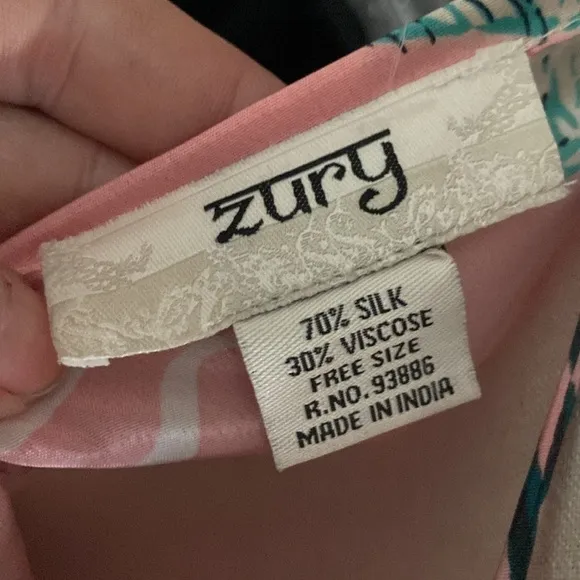 zury
70% SILK
30% VISCOSE
FREE SIZE
R.NO.93886
MADE IN INDIA